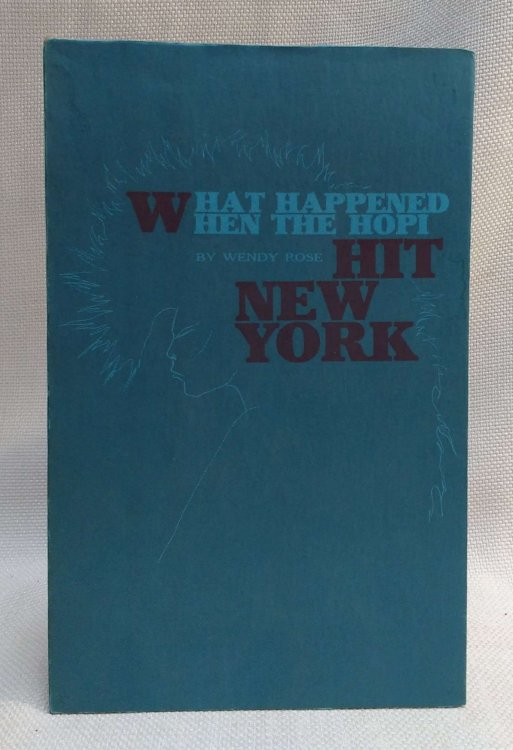 WHAT HAPPENED
WHEN THE HOPI
BY WENDY ROSE HIT
NEW
YORK